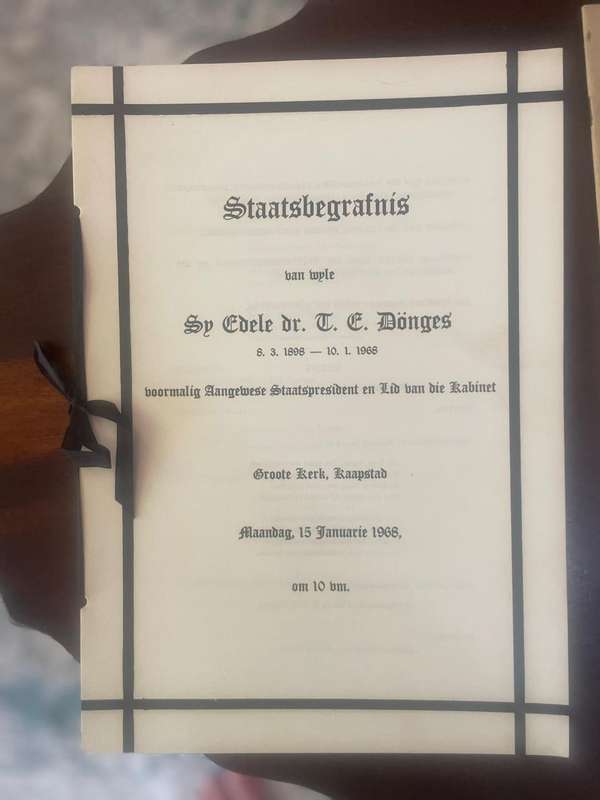 Staatsbegrafnis
van wyle
Sy Edele dr. T. E. Dönges
8. 3. 1898 — 10. 1. 1968
voormalig Aangewese Staatspresident en Lid van die Kabinet
Groote Kerk, Kaapstad
Maandag, 15 Januarie 1968,
om 10 vm.